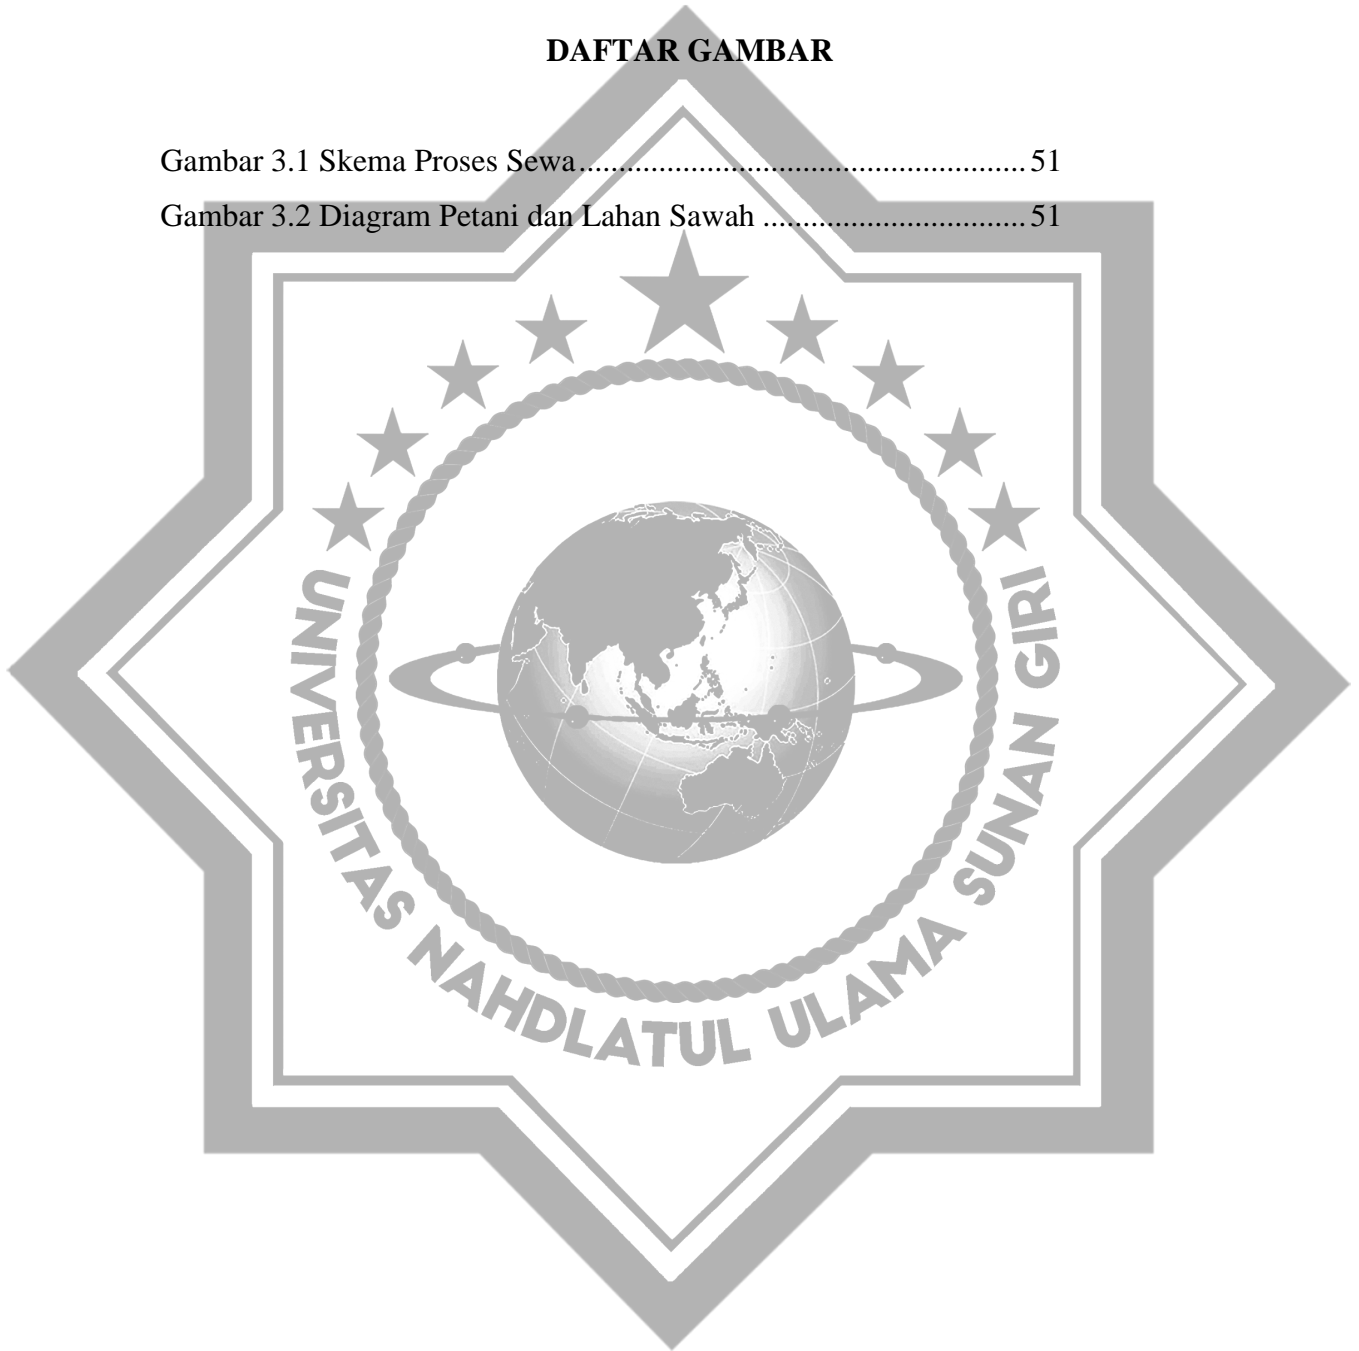 DAFTAR GAMBAR
Gambar 3.1 Skema Proses Sewa........................................................ 51
Gambar 3.2 Diagram Petani dan Lahan Sawah ................................. 51
UNIVERSITAS NAHDLATUL ULAMA SUNAN GIRI